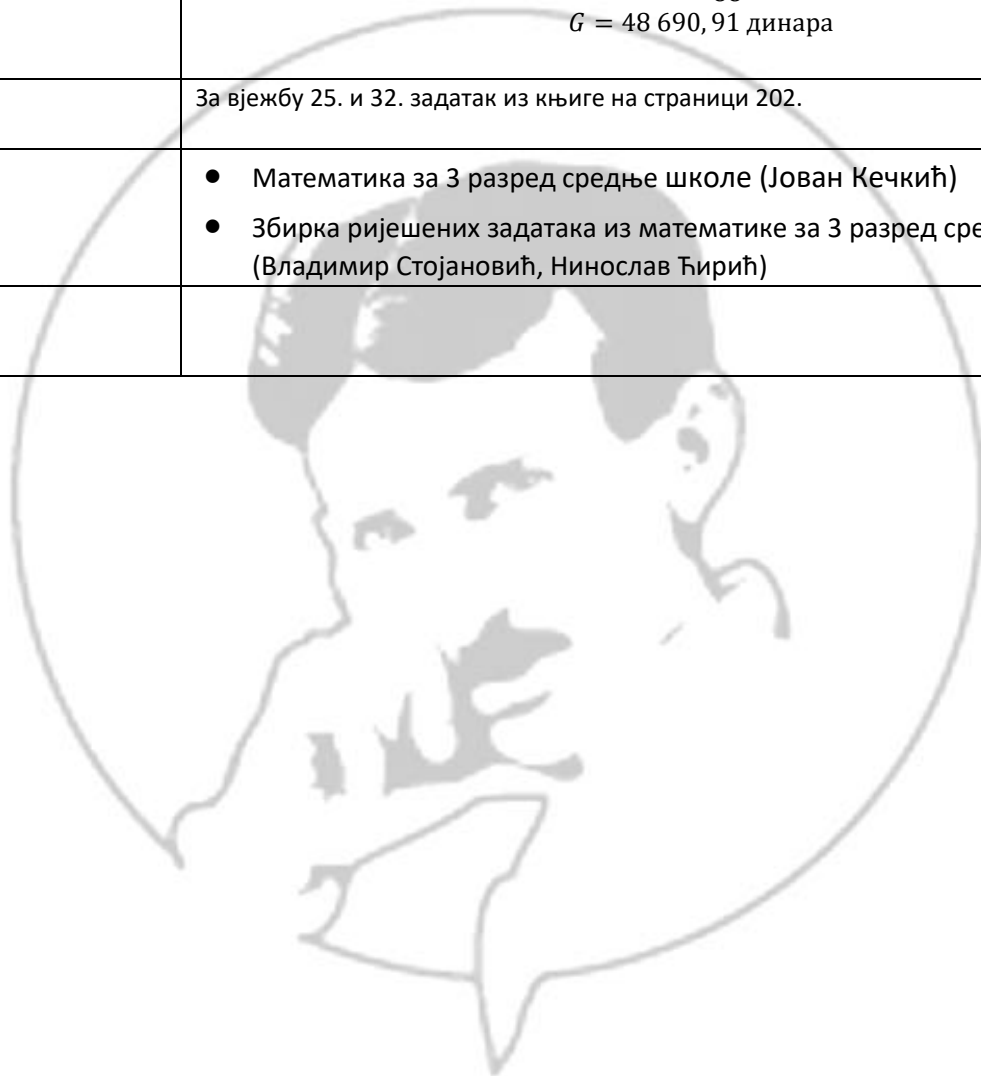 G = 48 690, 91 динара
За вјежбу 25. и 32. задатак из књиге на страници 202.
● Математика за 3 разред средње школе (Јован Кечкић)
● Збирка ријешених задатака из математике за 3 разред
(Владимир Стојановић, Нинослав Ћирић)